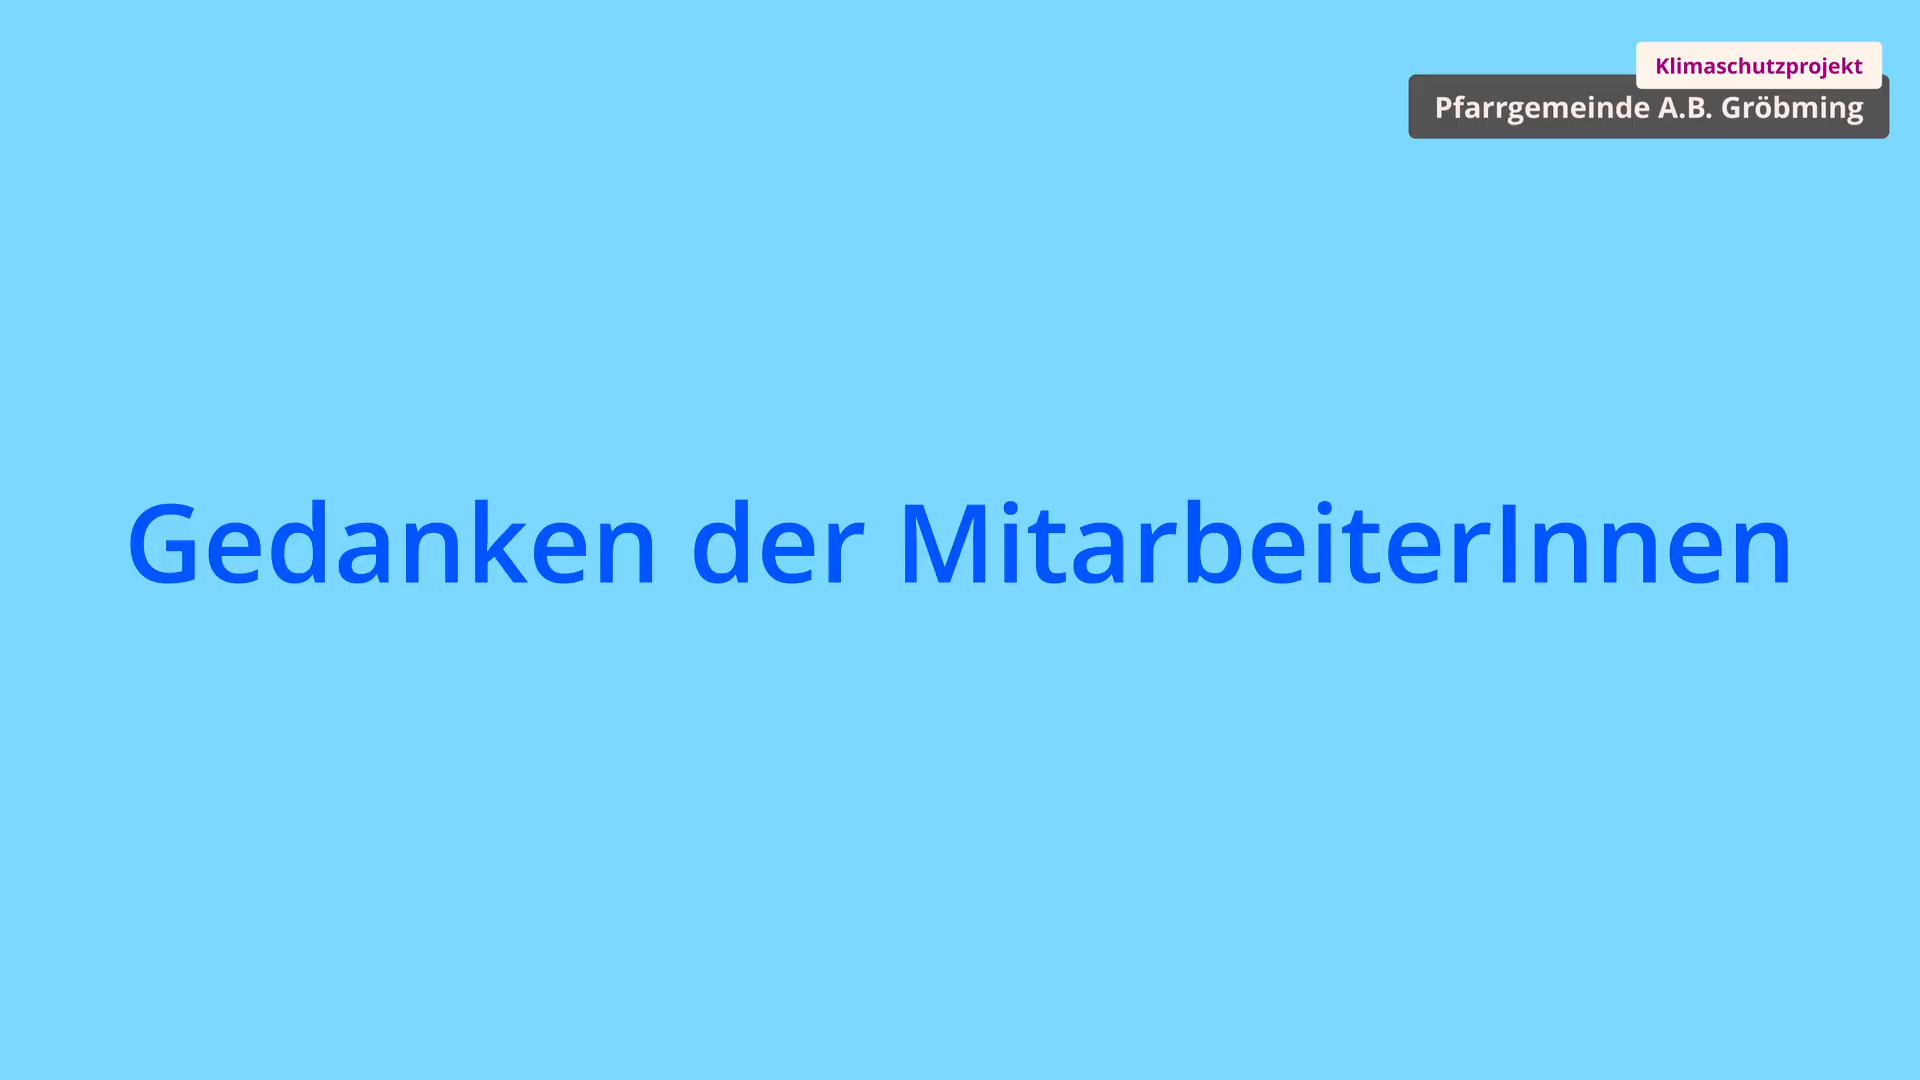 Klimaschutzprojekt
Pfarrgemeinde A.B. Gröbming
Gedanken der MitarbeiterInnen